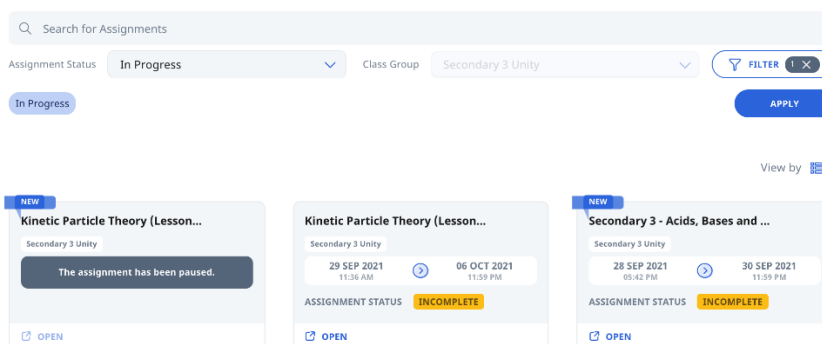 Search for Assignments
Assignment Status In Progress Class Group Secondary 3 Unity FILTER 1
In Progress APPLY
View by
NEW NEW
Kinetic Particle Theory (Lesson... Kinetic Particle Theory (Lesson... Secondary 3 - Acids, Bases and ...
Secondary 3 Unity Secondary 3 Unity Secondary 3 Unity
The assignment has been paused. 29 SEP 2021 06 OCT 2021 28 SEP 2021 30 SEP 2021
11:36 AM 11:59 PM 05:42 PM 11:59 PM
ASSIGNMENT STATUS INCOMPLETE ASSIGNMENT STATUS INCOMPLETE
OPEN OPEN OPEN